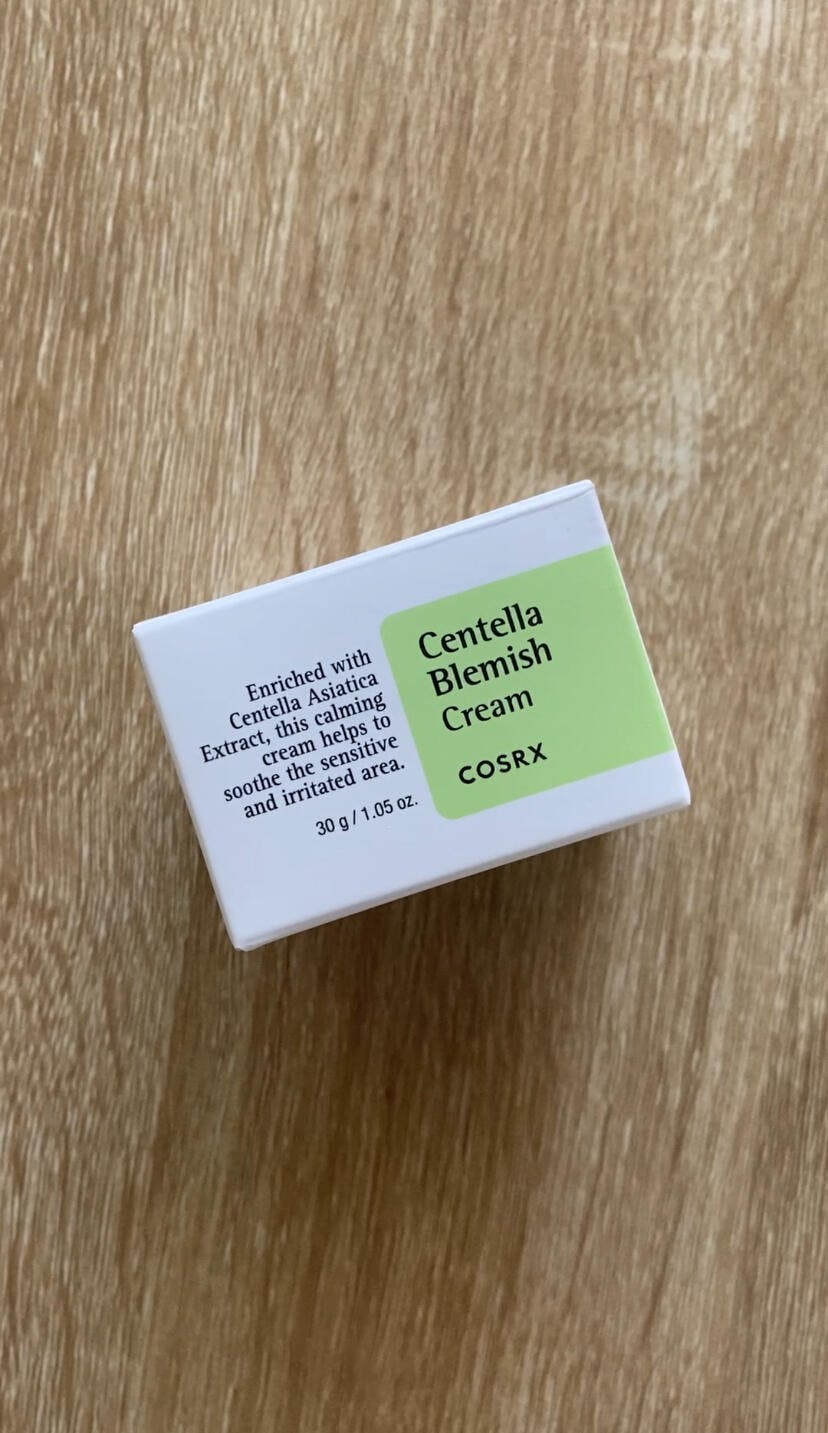 Enriched with
Centella Asiatica
Extract, this calming
cream helps to
soothe the sensitive
and irritated area.
30 g / 1.05 oz.
Centella
Blemish
Cream
COSRX